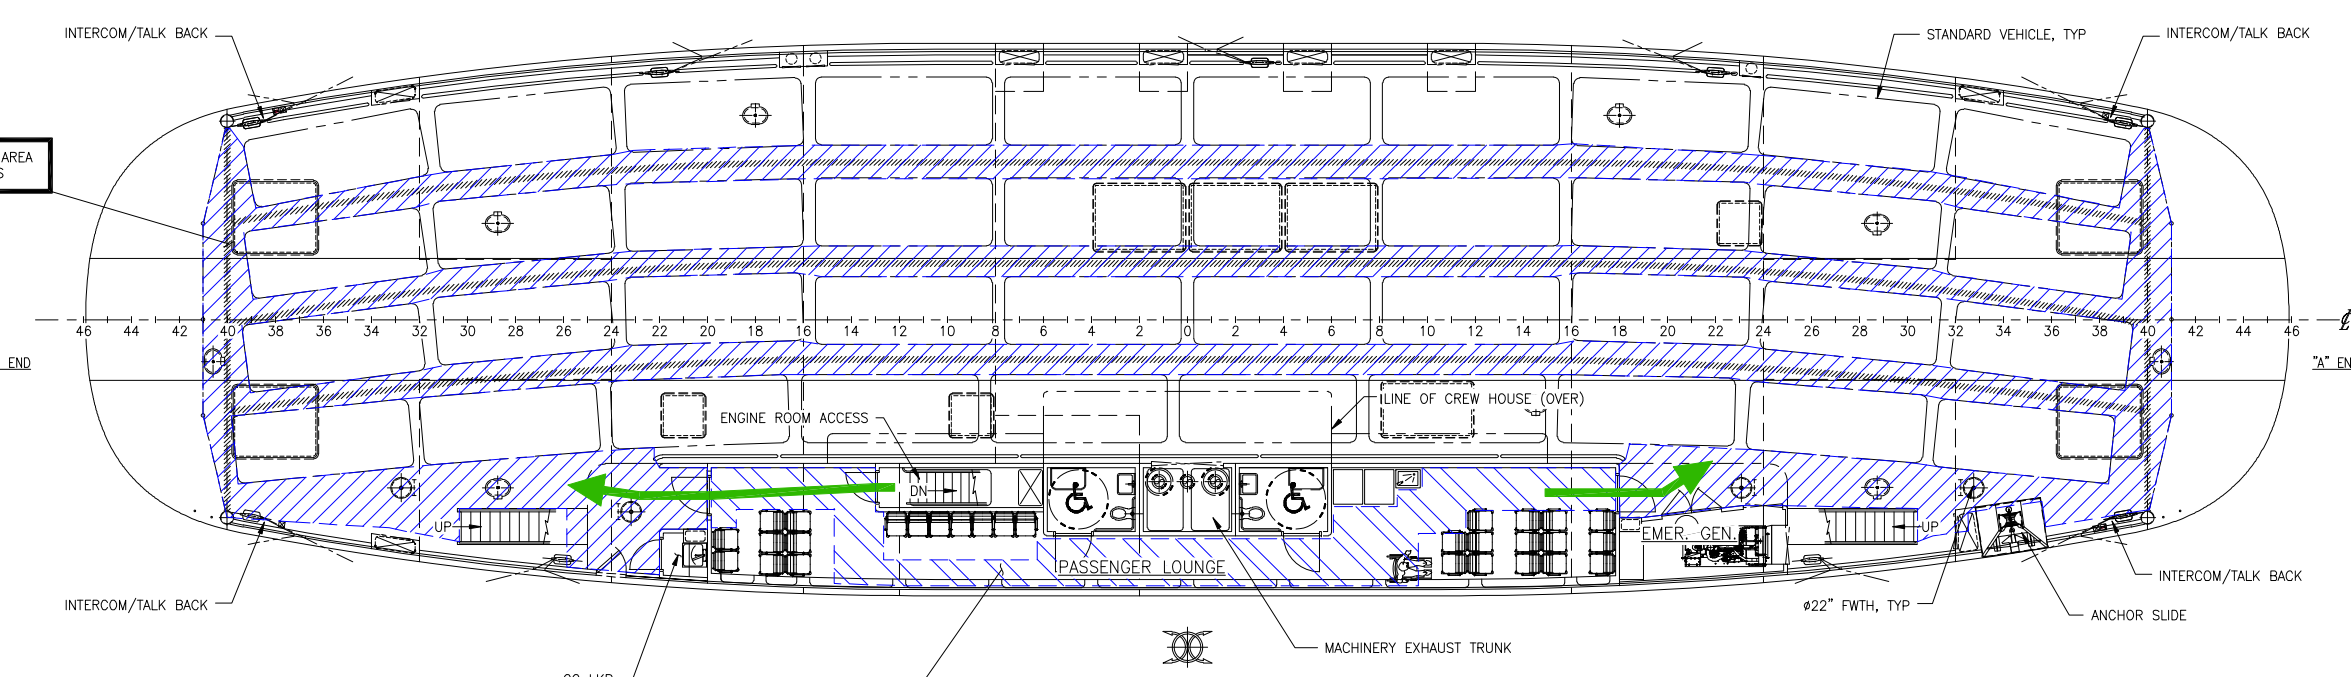 INTERCOM/TALK BACK
STANDARD VEHICLE, TYP
INTERCOM/TALK BACK
AREA
S
46 44 42 40 38 36 34 32 30 28 26 24 22 20 18 16 14 12 10 8 6 4 2 0 2 4 6 8 10 12 14 16 18 20 22 24 26 28 30 32 34 36 38 40 42 44 46
END
"A" EN
LINE OF CREW HOUSE (OVER)
ENGINE ROOM ACCESS
DN
UP
UP
EMER. GEN.
PASSENGER LOUNGE
INTERCOM/TALK BACK
INTERCOM/TALK BACK
ø22" FWTH, TYP
ANCHOR SLIDE
MACHINERY EXHAUST TRUNK